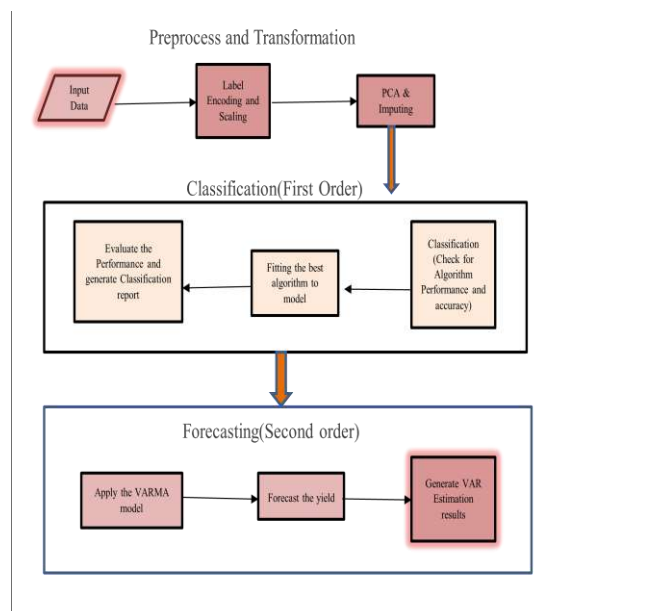 Preprocess and Transformation
Input
Data
Label
Encoding and
Scaling
PCA &
Imputing
Classification(First Order)
Evaluate the
Performance and
generate Classification
report
Fitting the best
algorithm to
model
Classification
(Check for
Algorithm
Performance and
accuracy)
Forecasting(Second order)
Apply the VARMA
model
Forecast the yield
Generate VAR
Estimation
results